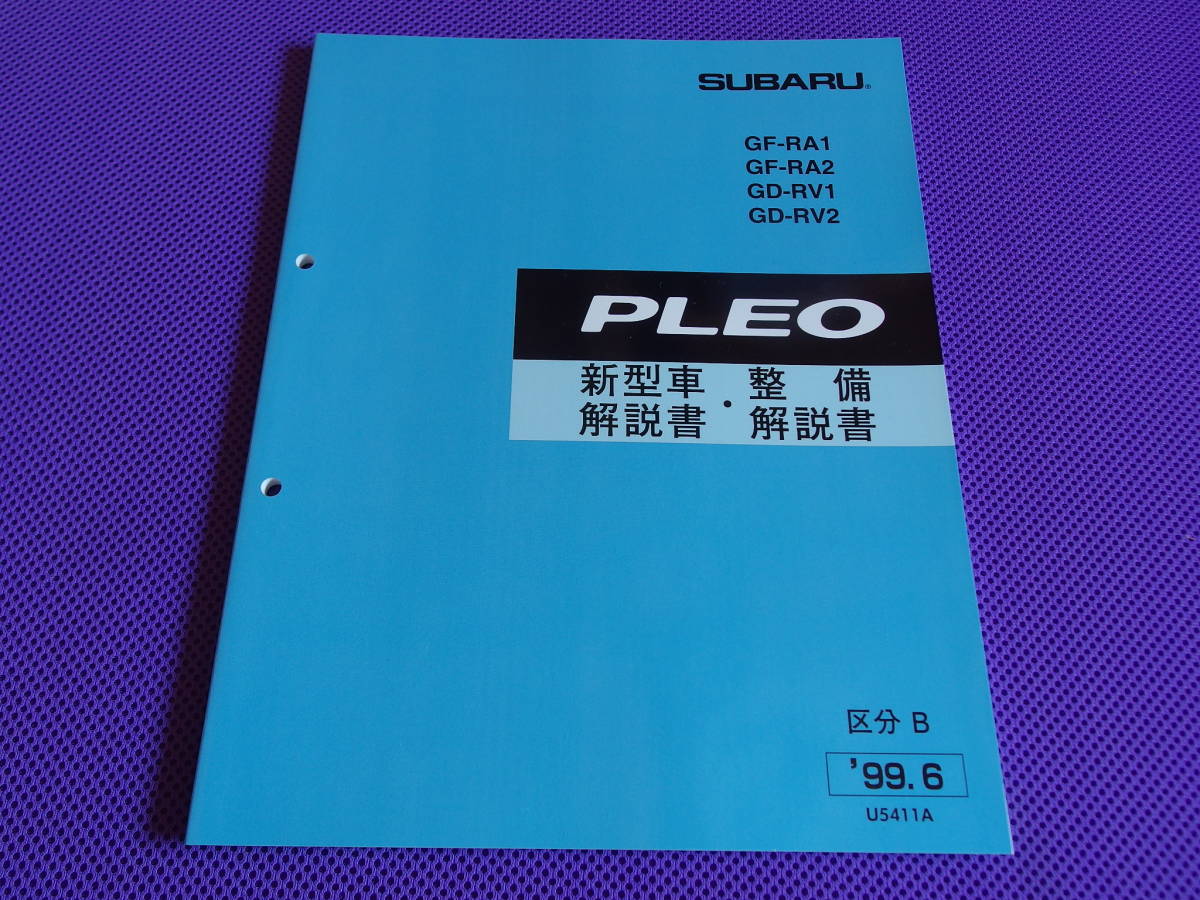 SUBARU®
GF-RA1
GF-RA2
GD-RV1
GD-RV2
PLEO
新型車・整備
解説書・解説書
区分 B
'99.6
U5411A